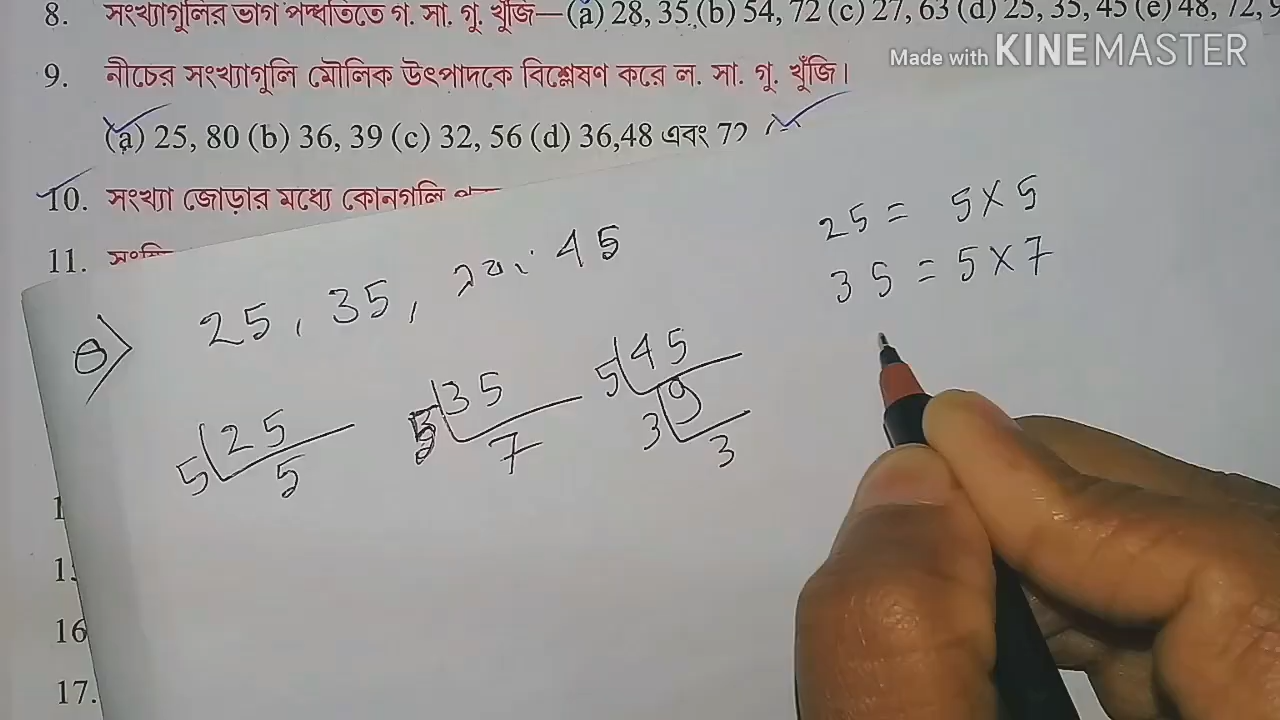 8. সংখ্যাগুলির ভাগ পদ্ধতিতে গ. সা. গু. খুঁজি—(a) 28, 35 (b) 54, 72 (c) 27, 63 (d) 25, 35, 45 (e) 48, 72, 9
Made with KINEMASTER
9. নীচের সংখ্যাগুলি মৌলিক উৎপাদকে বিশ্লেষণ করে ল. সা. গু. খুঁজি।
(a) 25, 80 (b) 36, 39 (c) 32, 56 (d) 36,48 এবং 72
10. সংখ্যা জোড়ার মধ্যে কোনগুলি
11.
25, 35, এবং 45
25 = 5 × 5
35 = 5 × 7
5 25
5
5 35
7
5 45
3 9
3
16
17.